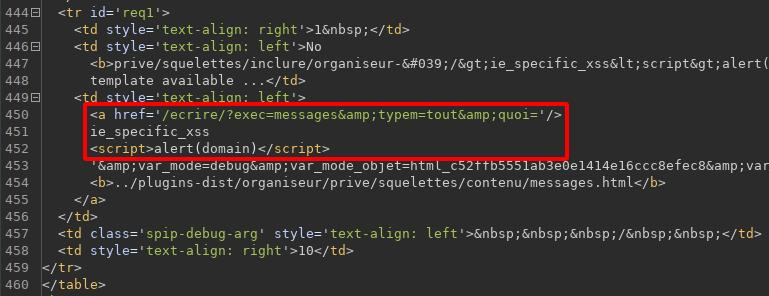 444 <tr id='req1'>
445 <td style='text-align: right'>1&nbsp;</td>
446 <td style='text-align: left'>No
447 <b>prive/squelettes/inclure/organiseur-&#039;/&gt;ie_specific_xss&lt;script&gt;alert(
448 template available ...</td>
449 <td style='text-align: left'>
450 <a href='/ecrire/?exec=messages&amp;typem=tout&amp;quoi='/>
451 ie_specific_xss
452 <script>alert(domain)</script>
453 '&amp;var_mode=debug&amp;var_mode_objet=html_c52ffb5551ab3e0e1414e16ccc8efec8&amp;va
454 <b>../plugins-dist/organiseur/prive/squelettes/contenu/messages.html</b>
455 </a>
456 </td>
457 <td class='spip-debug-arg' style='text-align: left'>&nbsp;&nbsp;&nbsp;/&nbsp;&nbsp;</td>
458 <td style='text-align: right'>10</td>
459 </tr>
460 </table>